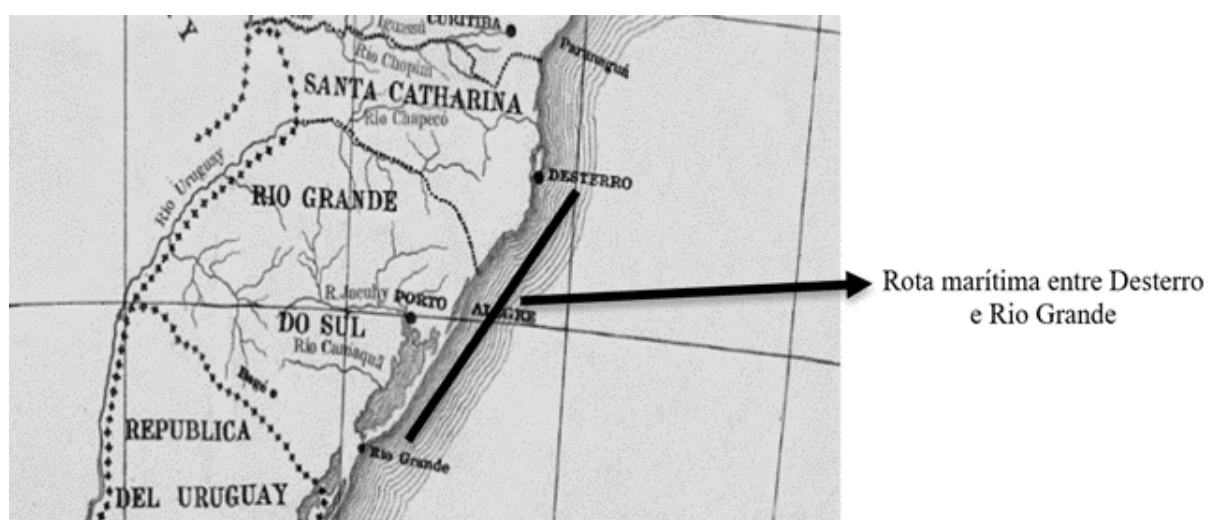 Iguassú
CURITIBA
Paranaguá
Rio Chopim
SANTA CATHARINA
Rio Chapecó
Rio Uruguay
DESTERRO
RIO GRANDE
R. Jacuhy
PORTO
ALEGRE
DO SUL
Rio Camaquã
Bagé
REPUBLICA
Rio Grande
DEL URUGUAY
Rota marítima entre Desterro
e Rio Grande